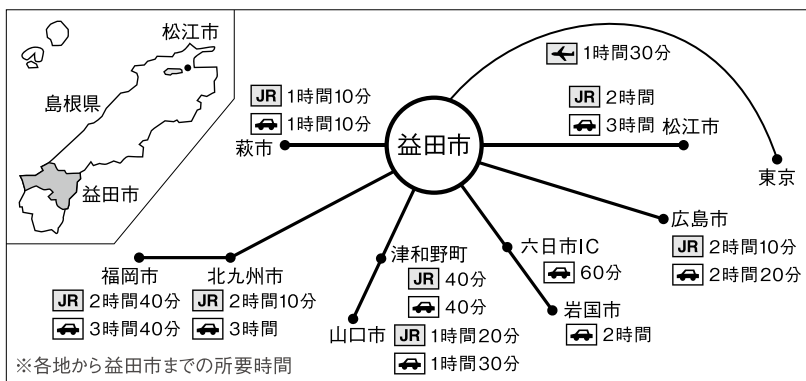 松江市
島根県
益田市
益田市
1時間30分
東京
JR 1時間10分
1時間10分
萩市
JR 2時間
3時間
松江市
広島市
JR 2時間10分
2時間20分
六日市IC
60分
岩国市
2時間
津和野町
JR 40分
40分
山口市
JR 1時間20分
1時間30分
北九州市
JR 2時間10分
3時間
福岡市
JR 2時間40分
3時間40分
※各地から益田市までの所要時間